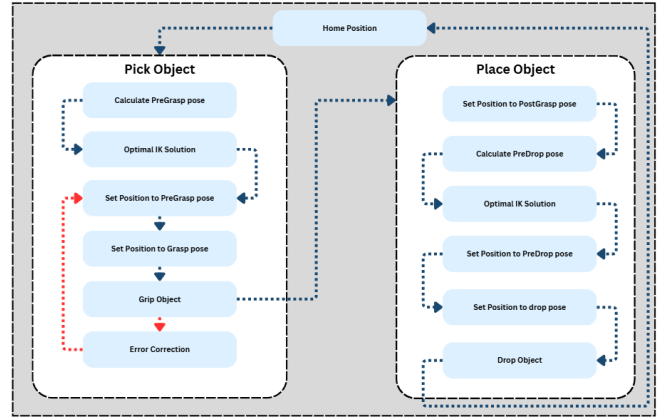 Home Position
Pick Object
Calculate PreGrasp pose
Optimal IK Solution
Set Position to PreGrasp pose
Set Position to Grasp pose
Grip Object
Error Correction
Place Object
Set Position to PostGrasp pose
Calculate PreDrop pose
Optimal IK Solution
Set Position to PreDrop pose
Set Position to drop pose
Drop Object